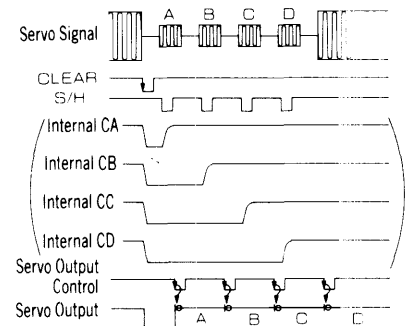 A B C D
Servo Signal
CLEAR
S/H
Internal CA
Internal CB
Internal CC
Internal CD
Servo Output
Control
Servo Output
A B C D